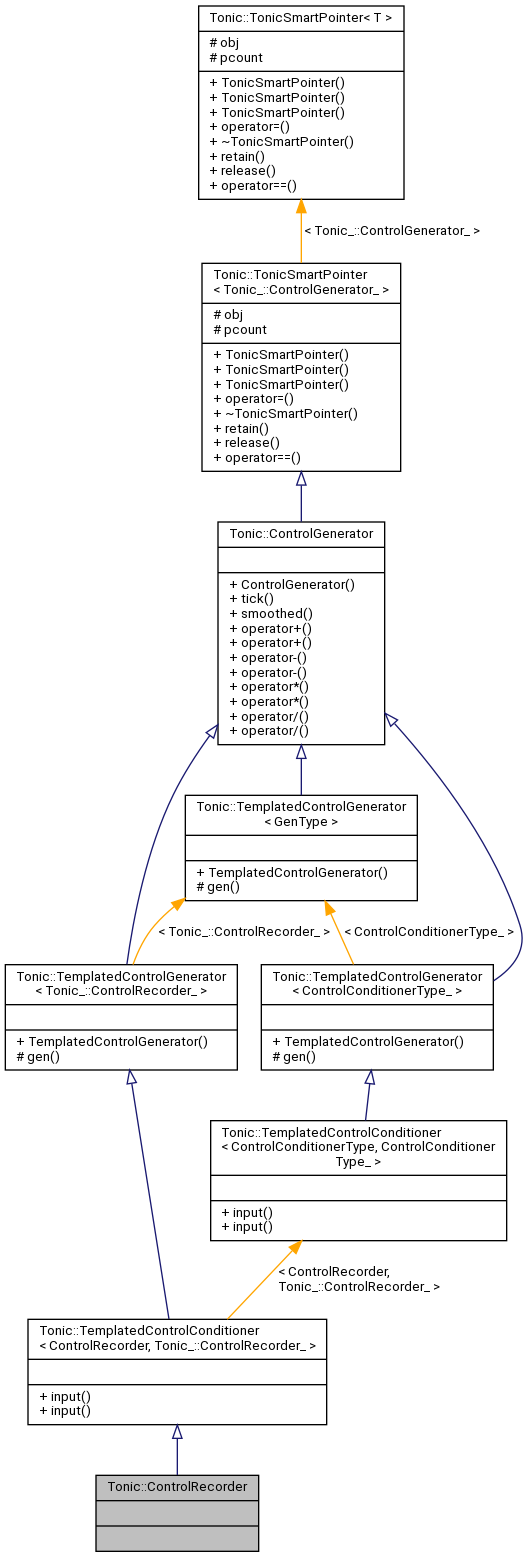 Tonic::TonicSmartPointer< T >
# obj
# pcount
+ TonicSmartPointer()
+ TonicSmartPointer()
+ TonicSmartPointer()
+ operator=()
+ ~TonicSmartPointer()
+ retain()
+ release()
+ operator==()
< Tonic_::ControlGenerator_ >
Tonic::TonicSmartPointer
< Tonic_::ControlGenerator_ >
# obj
# pcount
+ TonicSmartPointer()
+ TonicSmartPointer()
+ TonicSmartPointer()
+ operator=()
+ ~TonicSmartPointer()
+ retain()
+ release()
+ operator==()
Tonic::ControlGenerator
+ ControlGenerator()
+ tick()
+ smoothed()
+ operator+()
+ operator+()
+ operator-()
+ operator-()
+ operator*()
+ operator*()
+ operator/()
+ operator/()
Tonic::TemplatedControlGenerator
< GenType >
+ TemplatedControlGenerator()
# gen()
< Tonic_::ControlRecorder_ >
< ControlConditionerType_ >
Tonic::TemplatedControlGenerator
< Tonic_::ControlRecorder_ >
+ TemplatedControlGenerator()
# gen()
Tonic::TemplatedControlGenerator
< ControlConditionerType_ >
+ TemplatedControlGenerator()
# gen()
Tonic::TemplatedControlConditioner
< ControlConditionerType, ControlConditioner
Type_ >
+ input()
+ input()
< ControlRecorder,
Tonic_::ControlRecorder_ >
Tonic::TemplatedControlConditioner
< ControlRecorder, Tonic_::ControlRecorder_ >
+ input()
+ input()
Tonic::ControlRecorder